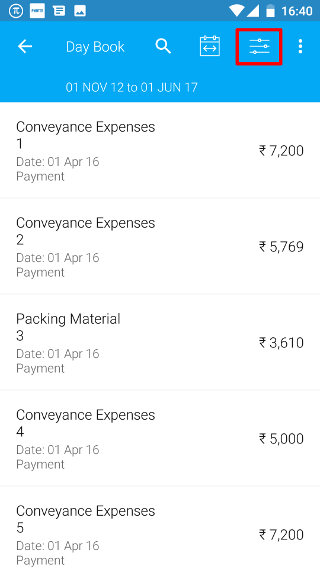 16:40
Day Book
01 NOV 12 to 01 JUN 17
Conveyance Expenses
1
₹ 7,200
Date: 01 Apr 16
Payment
Conveyance Expenses
2
₹ 5,769
Date: 01 Apr 16
Payment
Packing Material
3
₹ 3,610
Date: 01 Apr 16
Payment
Conveyance Expenses
4
₹ 5,000
Date: 01 Apr 16
Payment
Conveyance Expenses
5
₹ 7,200
Date: 01 Apr 16
Payment